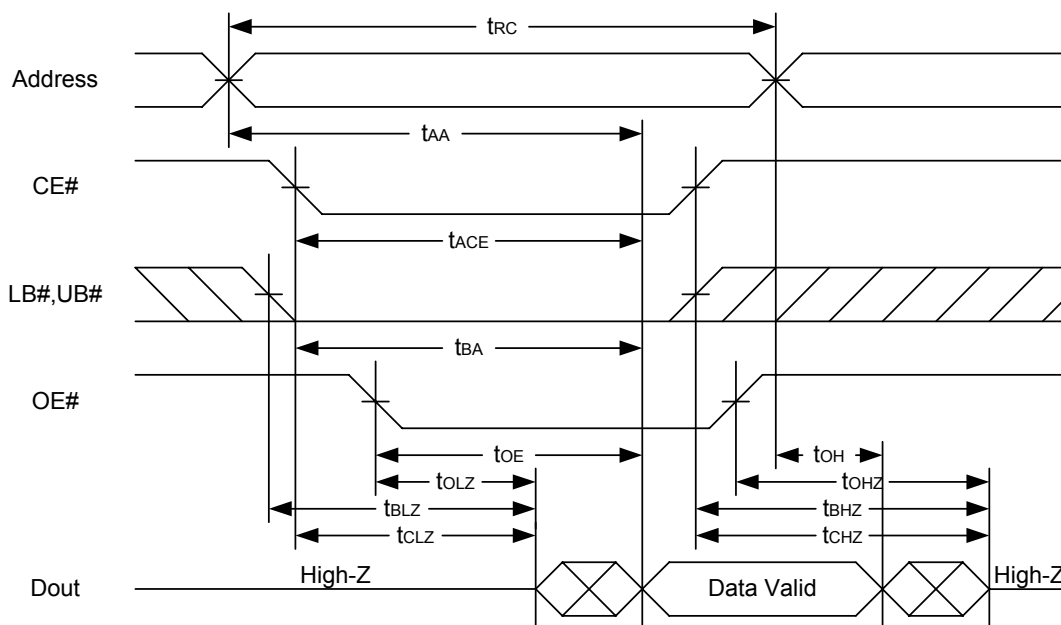 tRC
Address
tAA
CE#
tACE
LB#,UB#
tBA
OE#
tOE
tOH
tOLZ
tOHZ
tBLZ
tBHZ
tCLZ
tCHZ
High-Z
High-Z
Dout
Data Valid